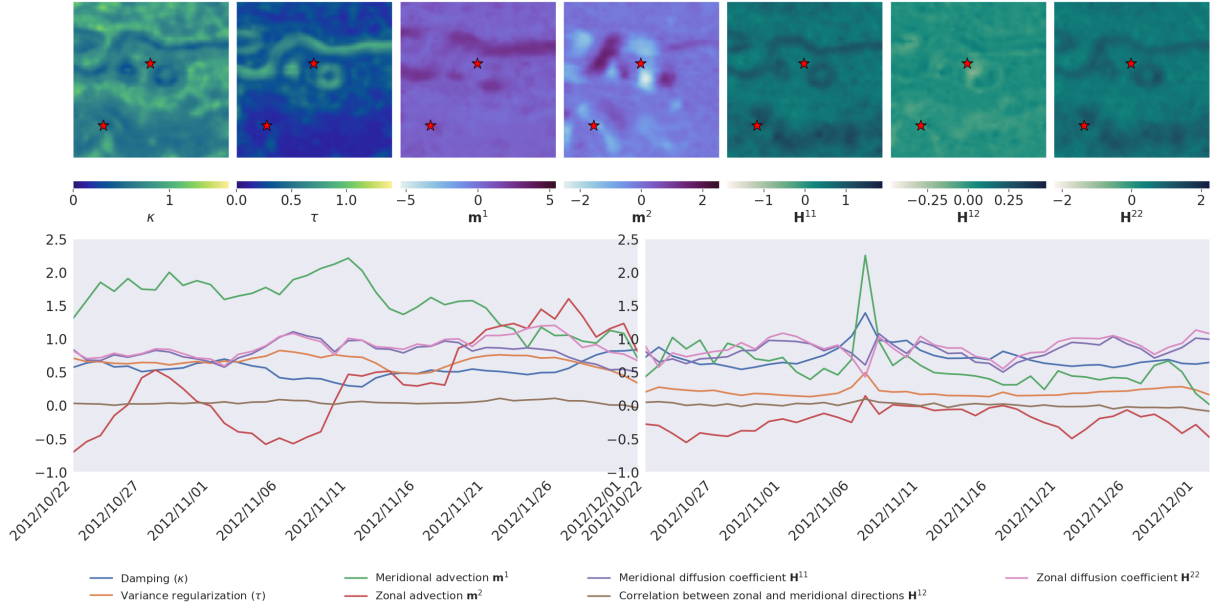 0 1 0.0 0.5 1.0 −5 0 5 −2 0 2 −1 0 1 −0.25 0.00 0.25 −2 0 2
κ τ m¹ m² H¹¹ H¹² H²²
2.5 2.5
2.0 2.0
1.5 1.5
1.0 1.0
0.5 0.5
0.0 0.0
−0.5 −0.5
−1.0 −1.0
2012/10/22 2012/10/27 2012/11/01 2012/11/06 2012/11/11 2012/11/16 2012/11/21 2012/11/26 2012/12/01 2012/10/22 2012/10/27 2012/11/01 2012/11/06 2012/11/11 2012/11/16 2012/11/21 2012/11/26 2012/12/01
Damping (κ) Meridional advection m¹ Meridional diffusion coefficient H¹¹ Zonal diffusion coefficient H²²
Variance regularization (τ) Zonal advection m² Correlation between zonal and meridional directions H¹²